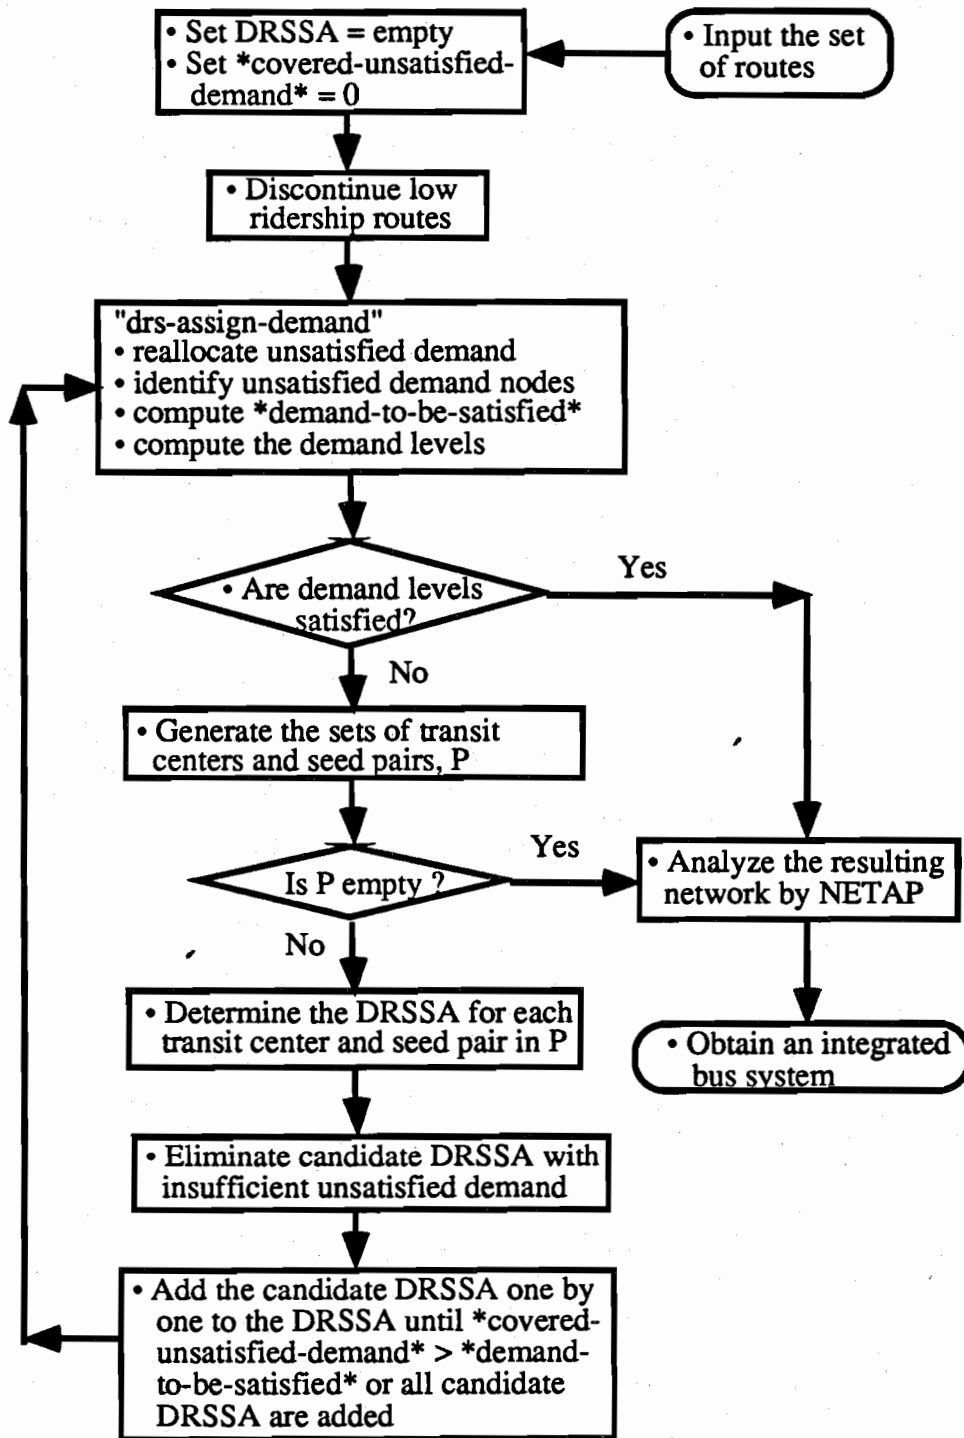 • Set DRSSA = empty
• Set *covered-unsatisfied-
demand* = 0
• Input the set
of routes
• Discontinue low
ridership routes
"drs-assign-demand"
• reallocate unsatisfied demand
• identify unsatisfied demand nodes
• compute *demand-to-be-satisfied*
• compute the demand levels
• Are demand levels
satisfied?
Yes
No
• Generate the sets of transit
centers and seed pairs, P
Is P empty ?
Yes
No
• Analyze the resulting
network by NETAP
• Determine the DRSSA for each
transit center and seed pair in P
• Obtain an integrated
bus system
• Eliminate candidate DRSSA with
insufficient unsatisfied demand
• Add the candidate DRSSA one by
one to the DRSSA until *covered-
unsatisfied-demand* > *demand-
to-be-satisfied* or all candidate
DRSSA are added